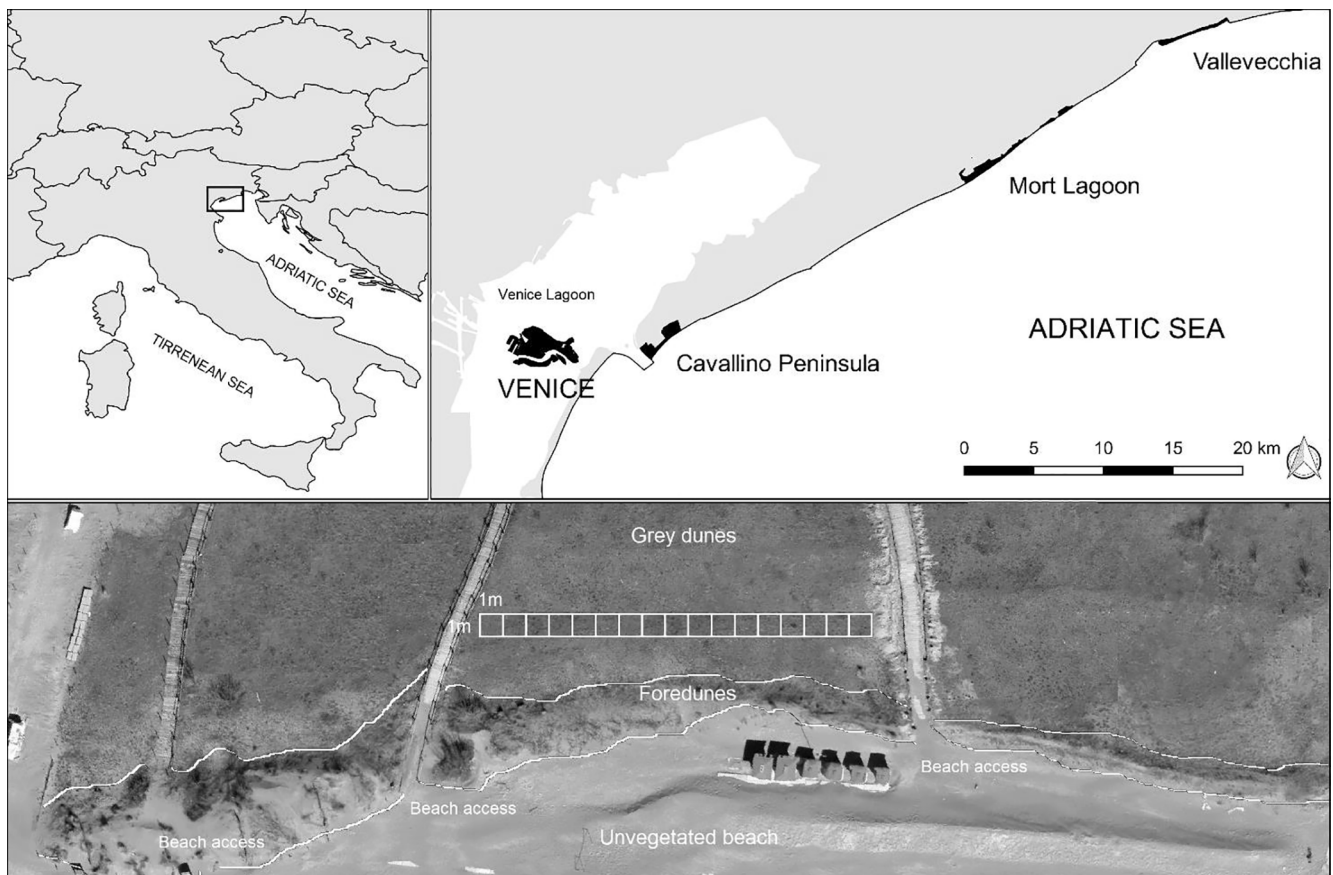 ADRIATIC SEA
TIRRENEAN SEA
Vallevecchia
Mort Lagoon
Venice Lagoon
ADRIATIC SEA
Cavallino Peninsula
VENICE
0 5 10 15 20 km
Grey dunes
1m
1m
Foredunes
Beach access
Beach access
Beach access
Unvegetated beach